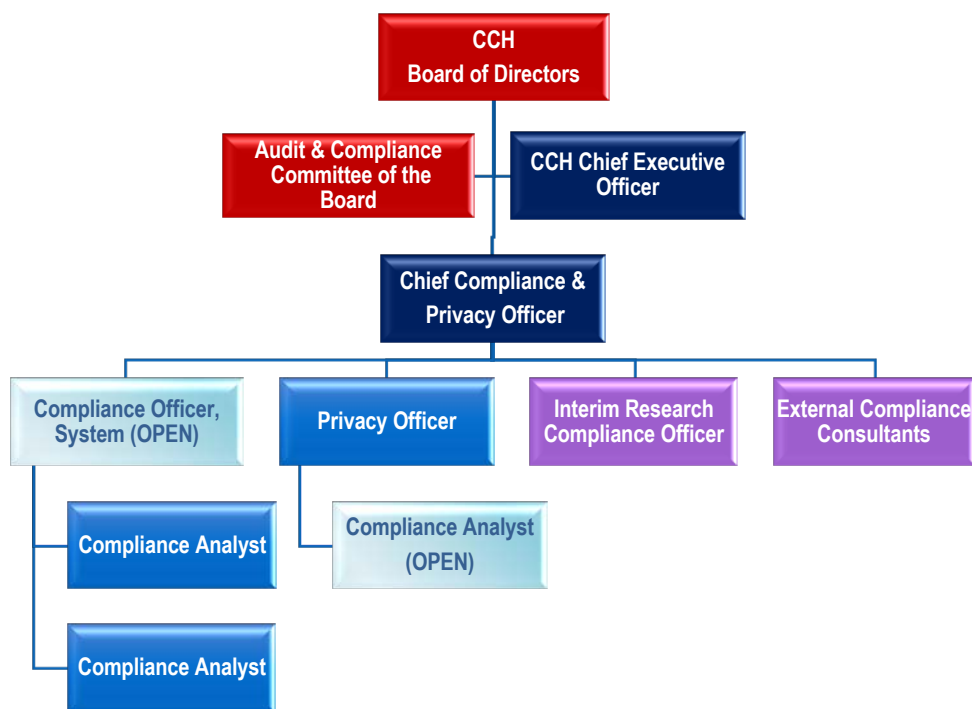 CCH
Board of Directors
Audit & Compliance
Committee of the
Board
CCH Chief Executive
Officer
Chief Compliance &
Privacy Officer
Compliance Officer,
System (OPEN)
Privacy Officer
Interim Research
Compliance Officer
External Compliance
Consultants
Compliance Analyst
Compliance Analyst
(OPEN)
Compliance Analyst